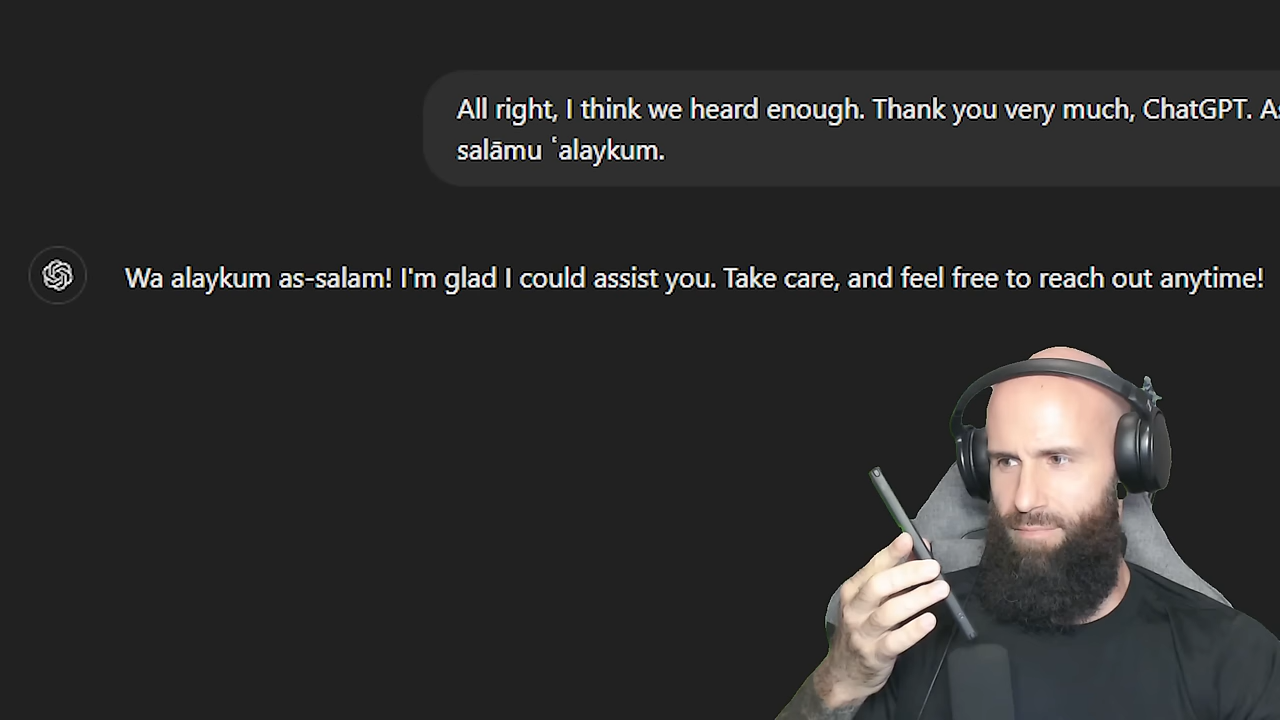 All right, I think we heard enough. Thank you very much, ChatGPT. As
salāmu ʿalaykum.
Wa alaykum as-salam! I'm glad I could assist you. Take care, and feel free to reach out anytime!